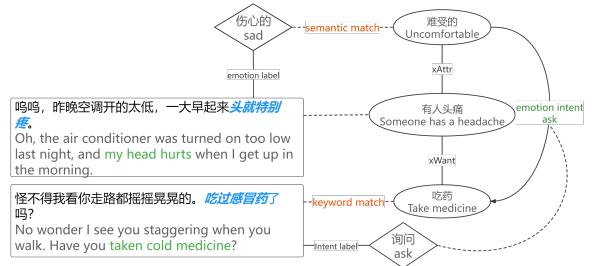 伤心的
sad
semantic match
难受的
Uncomfortable
emotion label
xAttr
呜呜，昨晚空调开的太低，一大早起来头就特别
疼。
Oh, the air conditioner was turned on too low
last night, and my head hurts when I get up in
the morning.
有人头痛
Someone has a headache
emotion intent
ask
xWant
怪不得我看你走路都摇摇晃晃的。吃过感冒药了
吗?
No wonder I see you staggering when you
walk. Have you taken cold medicine?
keyword match
吃药
Take medicine
intent label
询问
ask